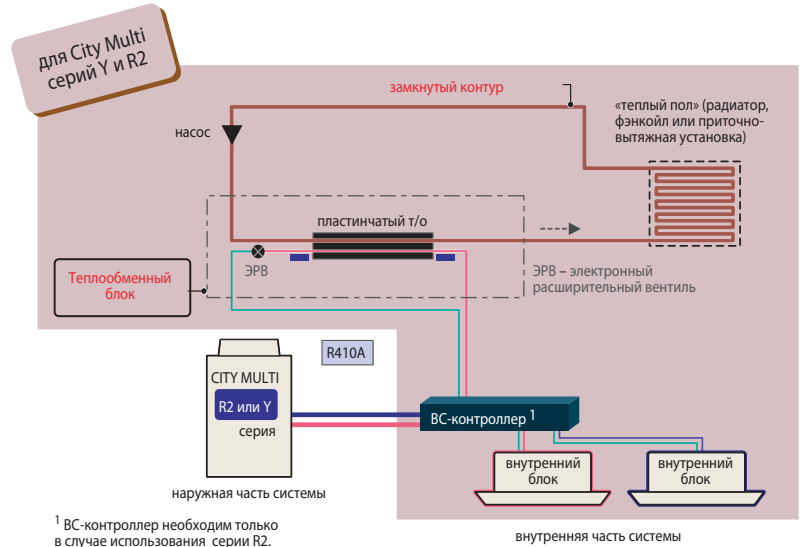 для City Multi
серий Y и R2
замкнутый контур
«теплый пол» (радиатор,
фэнкойл или приточно-
вытяжная установка)
насос
пластинчатый т/о
ЭРВ
ЭРВ – электронный
расширительный вентиль
Теплообменный
блок
R410A
CITY MULTI
R2 или Y
серия
BC-контроллер 1
внутренний
блок
внутренний
блок
наружная часть системы
1 BC-контроллер необходим только
в случае использования серии R2.
внутренняя часть системы